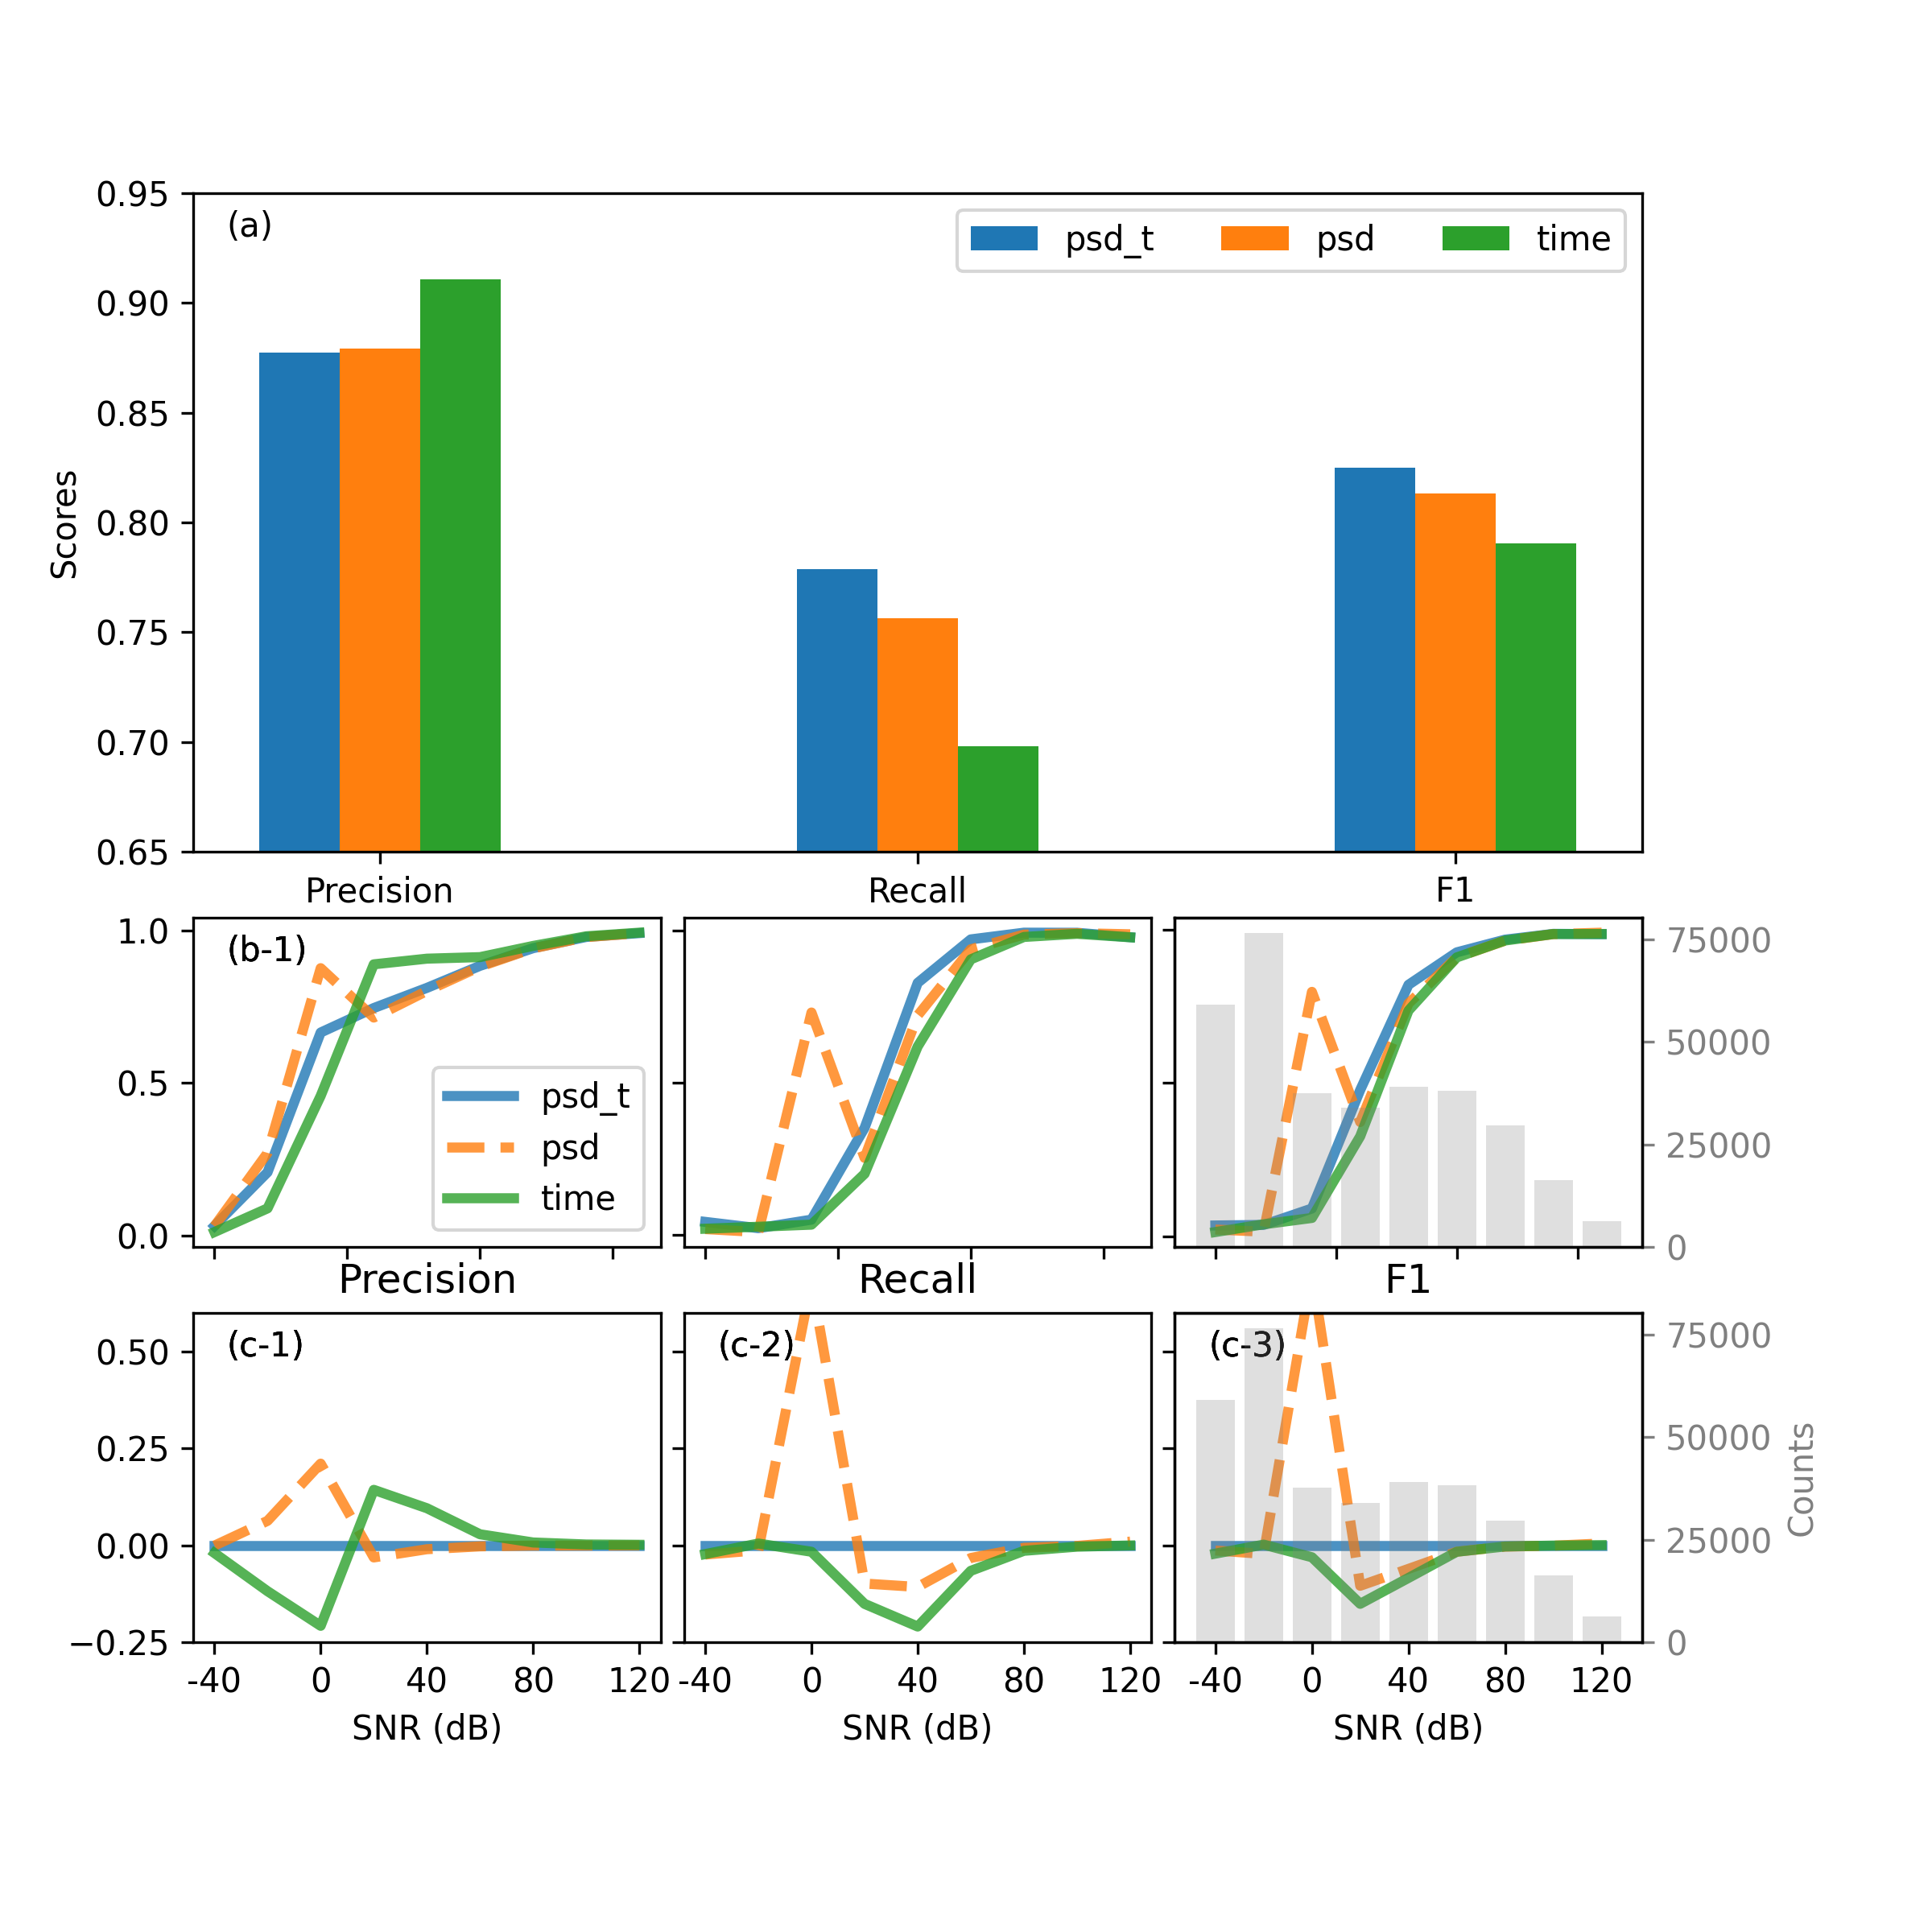 0.95
0.90
0.85
0.80
0.75
0.70
0.65
Scores
(a)
psd_t psd time
Precision Recall F1
1.0
0.5
0.0
(b-1)
psd_t
psd
time
75000
50000
25000
0
Precision Recall F1
0.50
0.25
0.00
−0.25
(c-1) (c-2) (c-3)
75000
50000
25000
0
Counts
-40 0 40 80 120 -40 0 40 80 120 -40 0 40 80 120
SNR (dB) SNR (dB) SNR (dB)